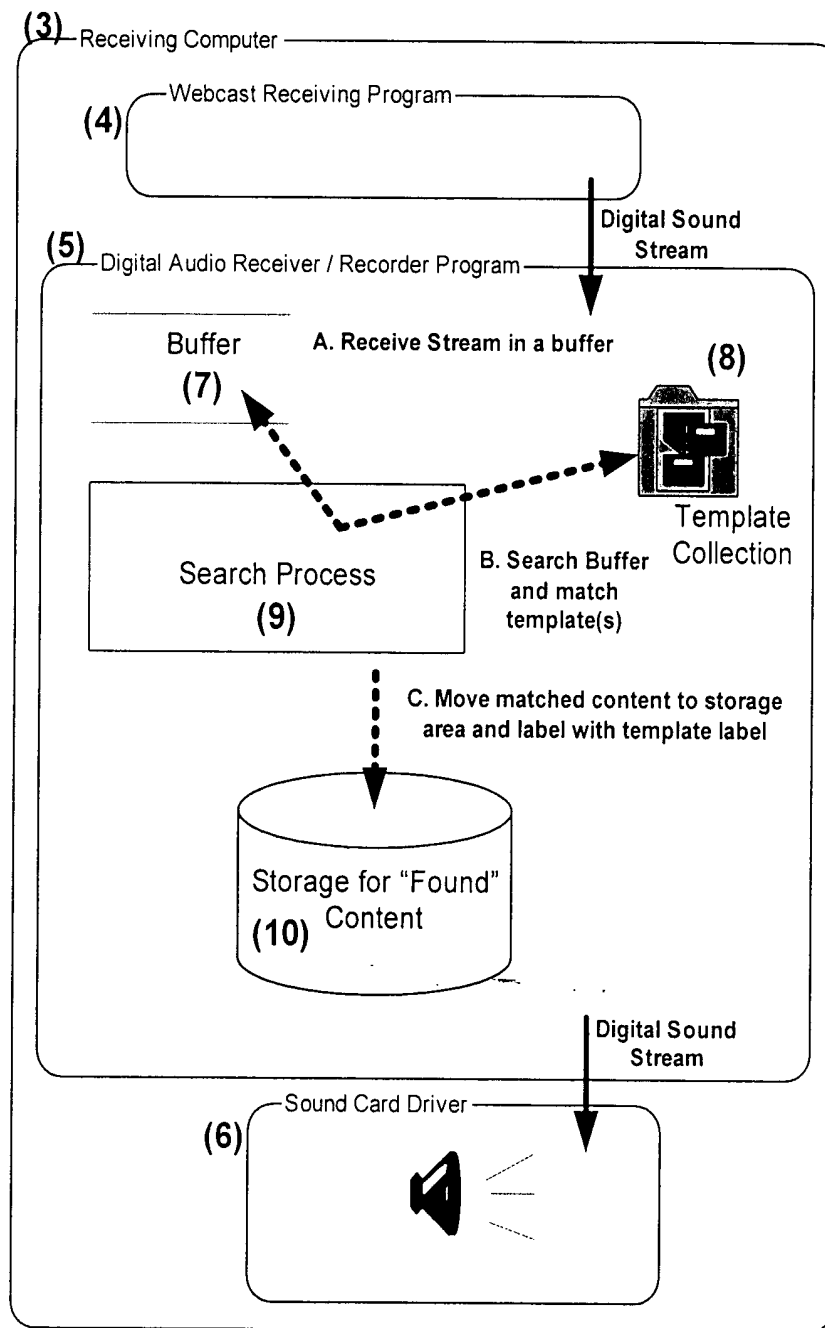 (3)
Receiving Computer
Webcast Receiving Program
(4)
Digital Sound
Stream
(5)
Digital Audio Receiver / Recorder Program
Buffer
(7)
A. Receive Stream in a buffer
(8)
Template
Collection
Search Process
(9)
B. Search Buffer
and match
template(s)
C. Move matched content to storage
area and label with template label
Storage for “Found”
Content
(10)
Digital Sound
Stream
Sound Card Driver
(6)